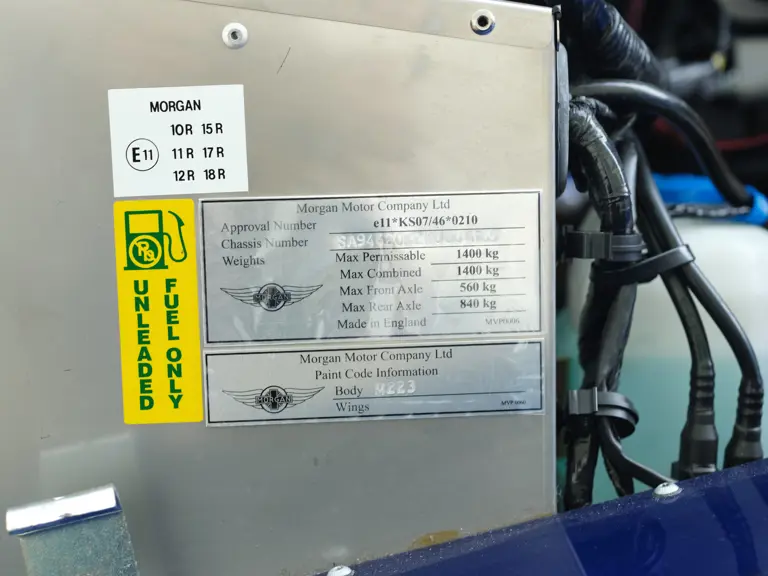 MORGAN
10R 15R
E11 11R 17R
12R 18R
UNLEADED
FUEL ONLY
Morgan Motor Company Ltd
Approval Number e11*KS07/46*0210
Chassis Number
Weights Max Permissable 1400 kg
Max Combined 1400 kg
Max Front Axle 560 kg
Max Rear Axle 840 kg
MORGAN
Made in England
Morgan Motor Company Ltd
Paint Code Information
Body M223
MORGAN
Wings